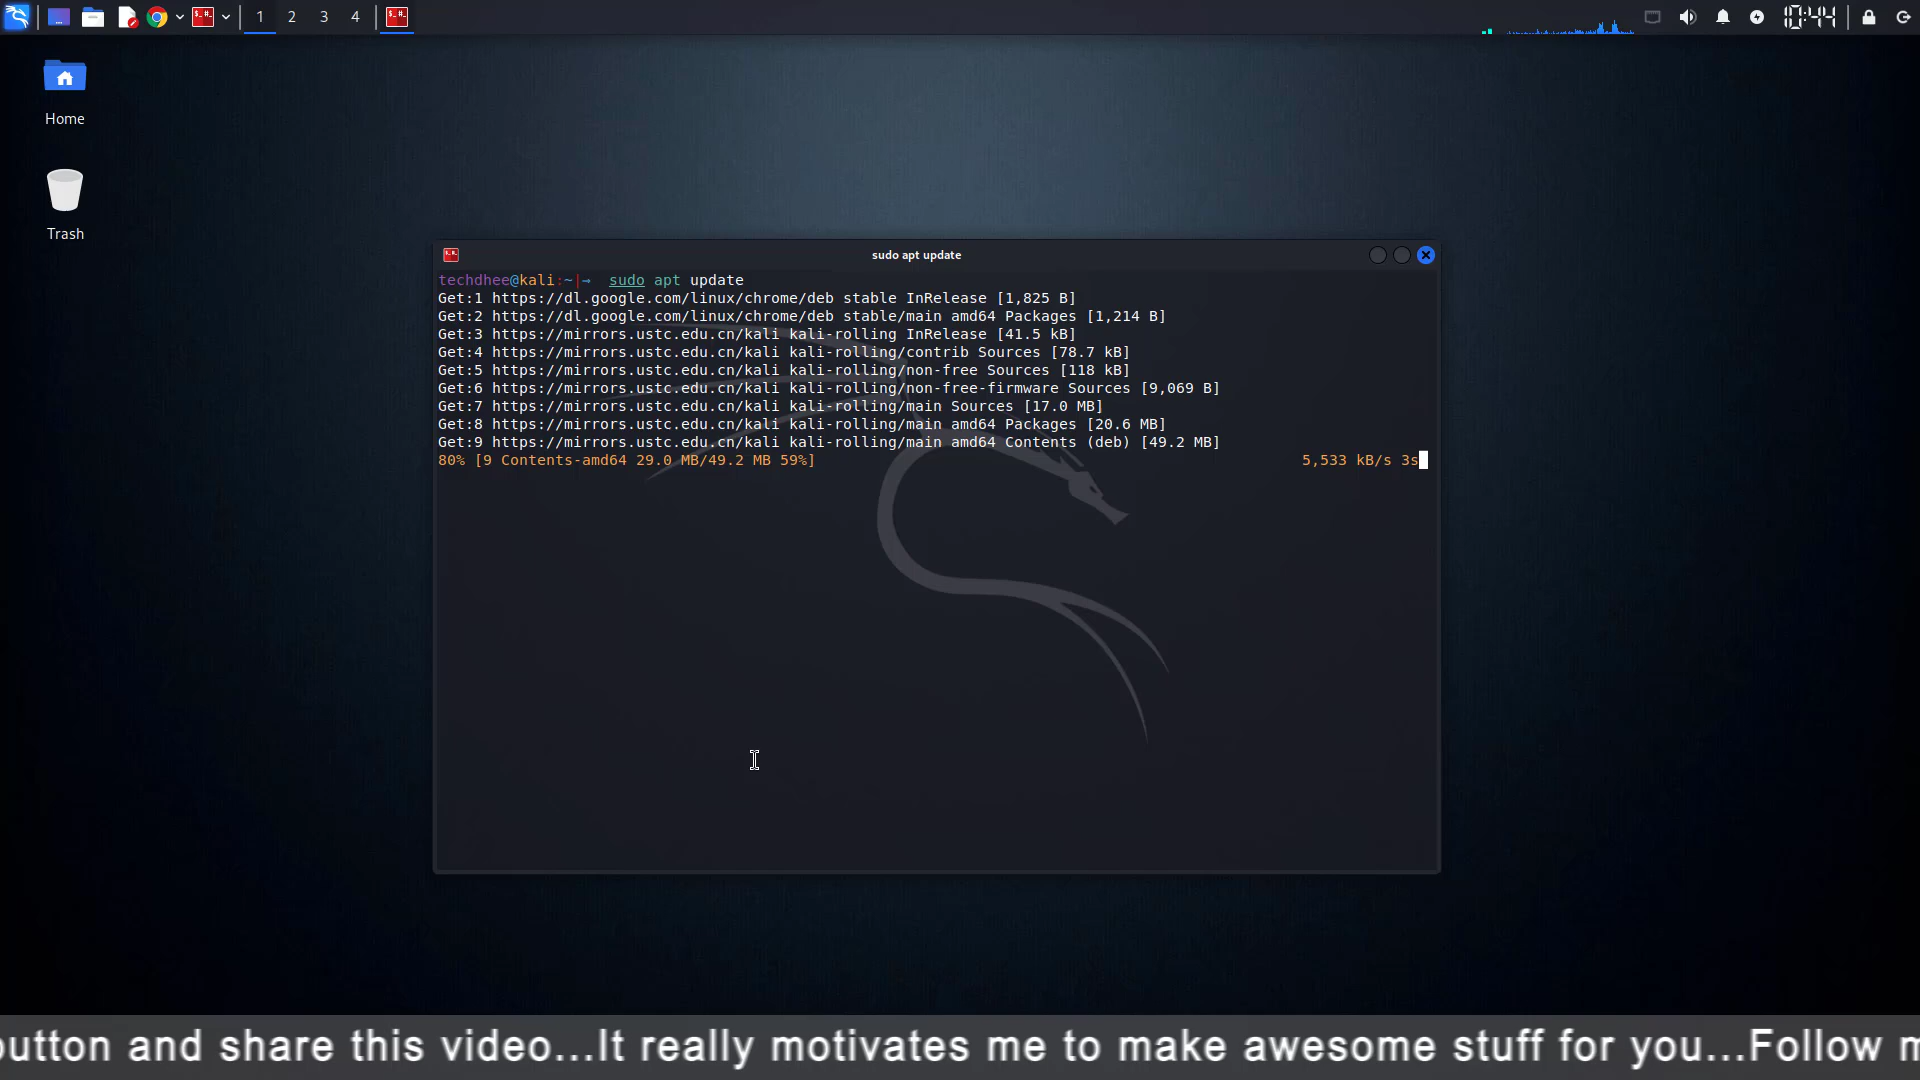 1 2 3 4 10:44
Home
Trash
sudo apt update
techdhee@kali:~|→ sudo apt update
Get:1 https://dl.google.com/linux/chrome/deb stable InRelease [1,825 B]
Get:2 https://dl.google.com/linux/chrome/deb stable/main amd64 Packages [1,214 B]
Get:3 https://mirrors.ustc.edu.cn/kali kali-rolling InRelease [41.5 kB]
Get:4 https://mirrors.ustc.edu.cn/kali kali-rolling/contrib Sources [78.7 kB]
Get:5 https://mirrors.ustc.edu.cn/kali kali-rolling/non-free Sources [118 kB]
Get:6 https://mirrors.ustc.edu.cn/kali kali-rolling/non-free-firmware Sources [9,069 B]
Get:7 https://mirrors.ustc.edu.cn/kali kali-rolling/main Sources [17.0 MB]
Get:8 https://mirrors.ustc.edu.cn/kali kali-rolling/main amd64 Packages [20.6 MB]
Get:9 https://mirrors.ustc.edu.cn/kali kali-rolling/main amd64 Contents (deb) [49.2 MB]
80% [9 Contents-amd64 29.0 MB/49.2 MB 59%] 5,533 kB/s 3s
utton and share this video...It really motivates me to make awesome stuff for you...Follow